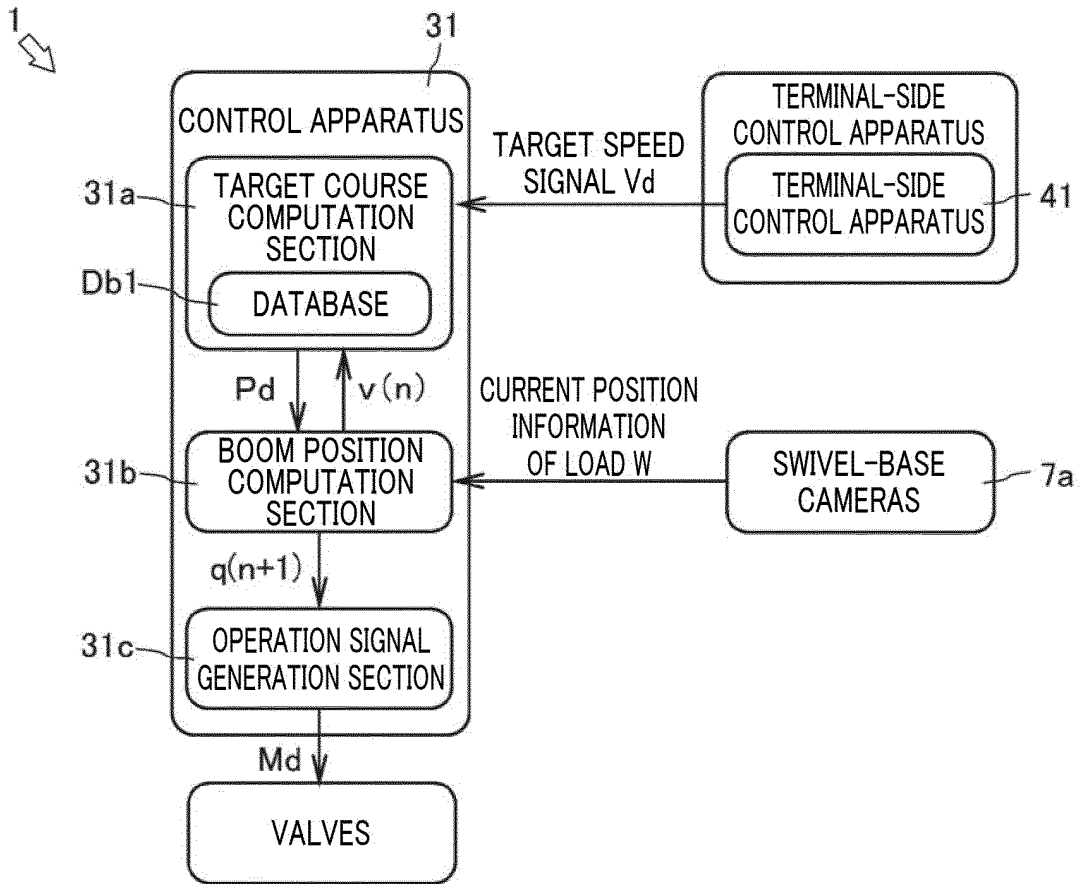 1
31
CONTROL APPARATUS
31a
TARGET COURSE
COMPUTATION
SECTION
Db1
DATABASE
TARGET SPEED
SIGNAL Vd
TERMINAL-SIDE
CONTROL APPARATUS
TERMINAL-SIDE
CONTROL APPARATUS
41
Pd
v(n)
31b
BOOM POSITION
COMPUTATION
SECTION
CURRENT POSITION
INFORMATION
OF LOAD W
SWIVEL-BASE
CAMERAS
7a
q(n+1)
31c
OPERATION SIGNAL
GENERATION SECTION
Md
VALVES